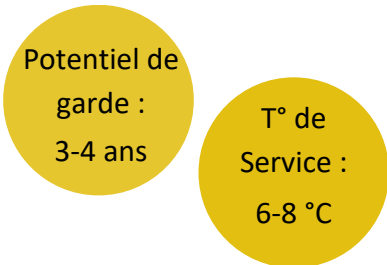 Potentiel de
garde :
3-4 ans
T° de
Service :
6-8 °C